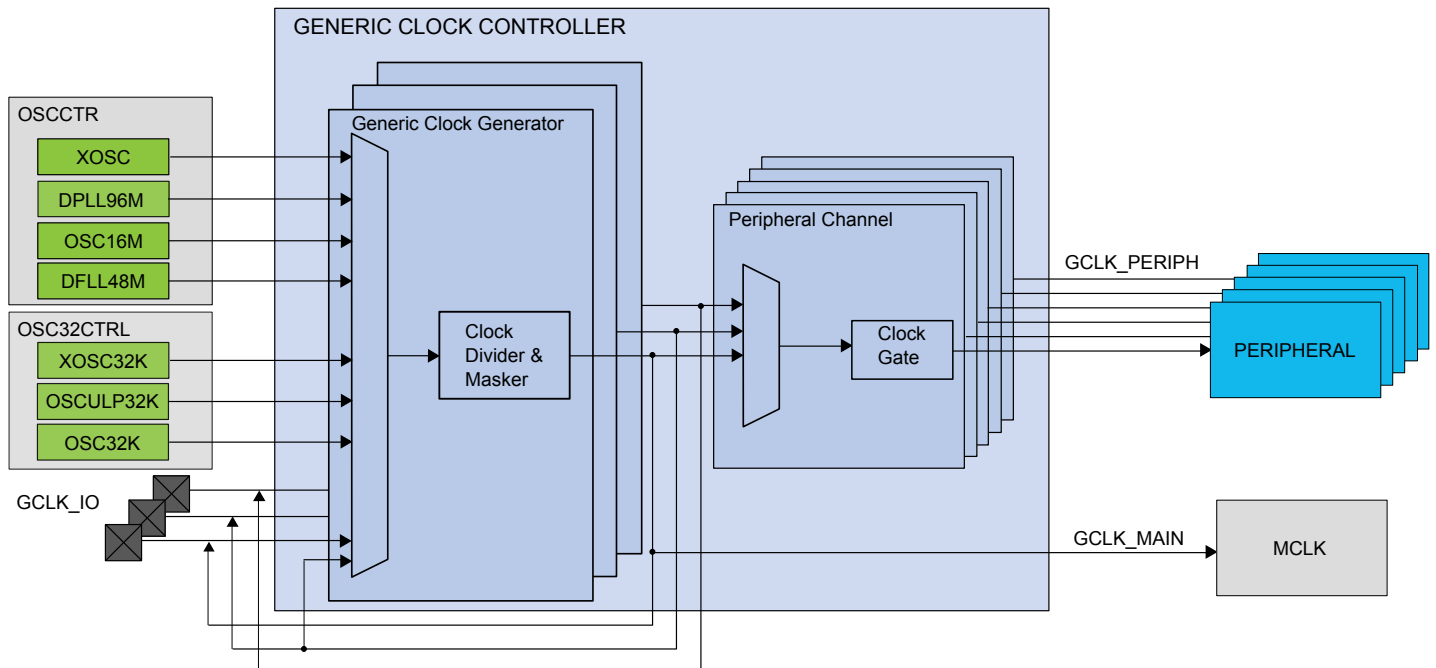 GENERIC CLOCK CONTROLLER
OSCCTR
XOSC
DPLL96M
OSC16M
DFLL48M
OSC32CTRL
XOSC32K
OSCULP32K
OSC32K
GCLK_IO
Generic Clock Generator
Clock
Divider &
Masker
Peripheral Channel
Clock
Gate
GCLK_PERIPH
PERIPHERAL
GCLK_MAIN
MCLK